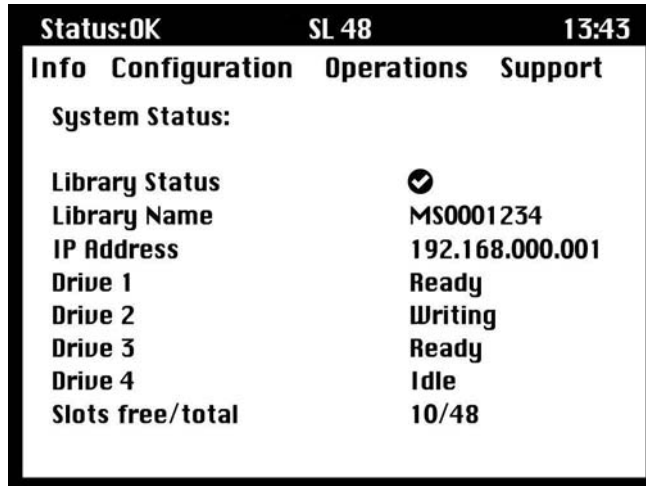 Status:OK SL 48 13:43
Info Configuration Operations Support
System Status:
Library Status
Library Name MS0001234
IP Address 192.168.000.001
Drive 1 Ready
Drive 2 Writing
Drive 3 Ready
Drive 4 Idle
Slots free/total 10/48